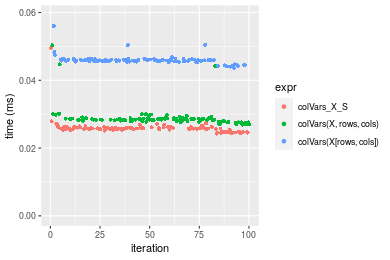 0.06
0.04
0.02
0.00
time (ms)
0
25
50
75
100
iteration
expr
colVars_X_S
colVars(X, rows, cols)
colVars(X[rows, cols])